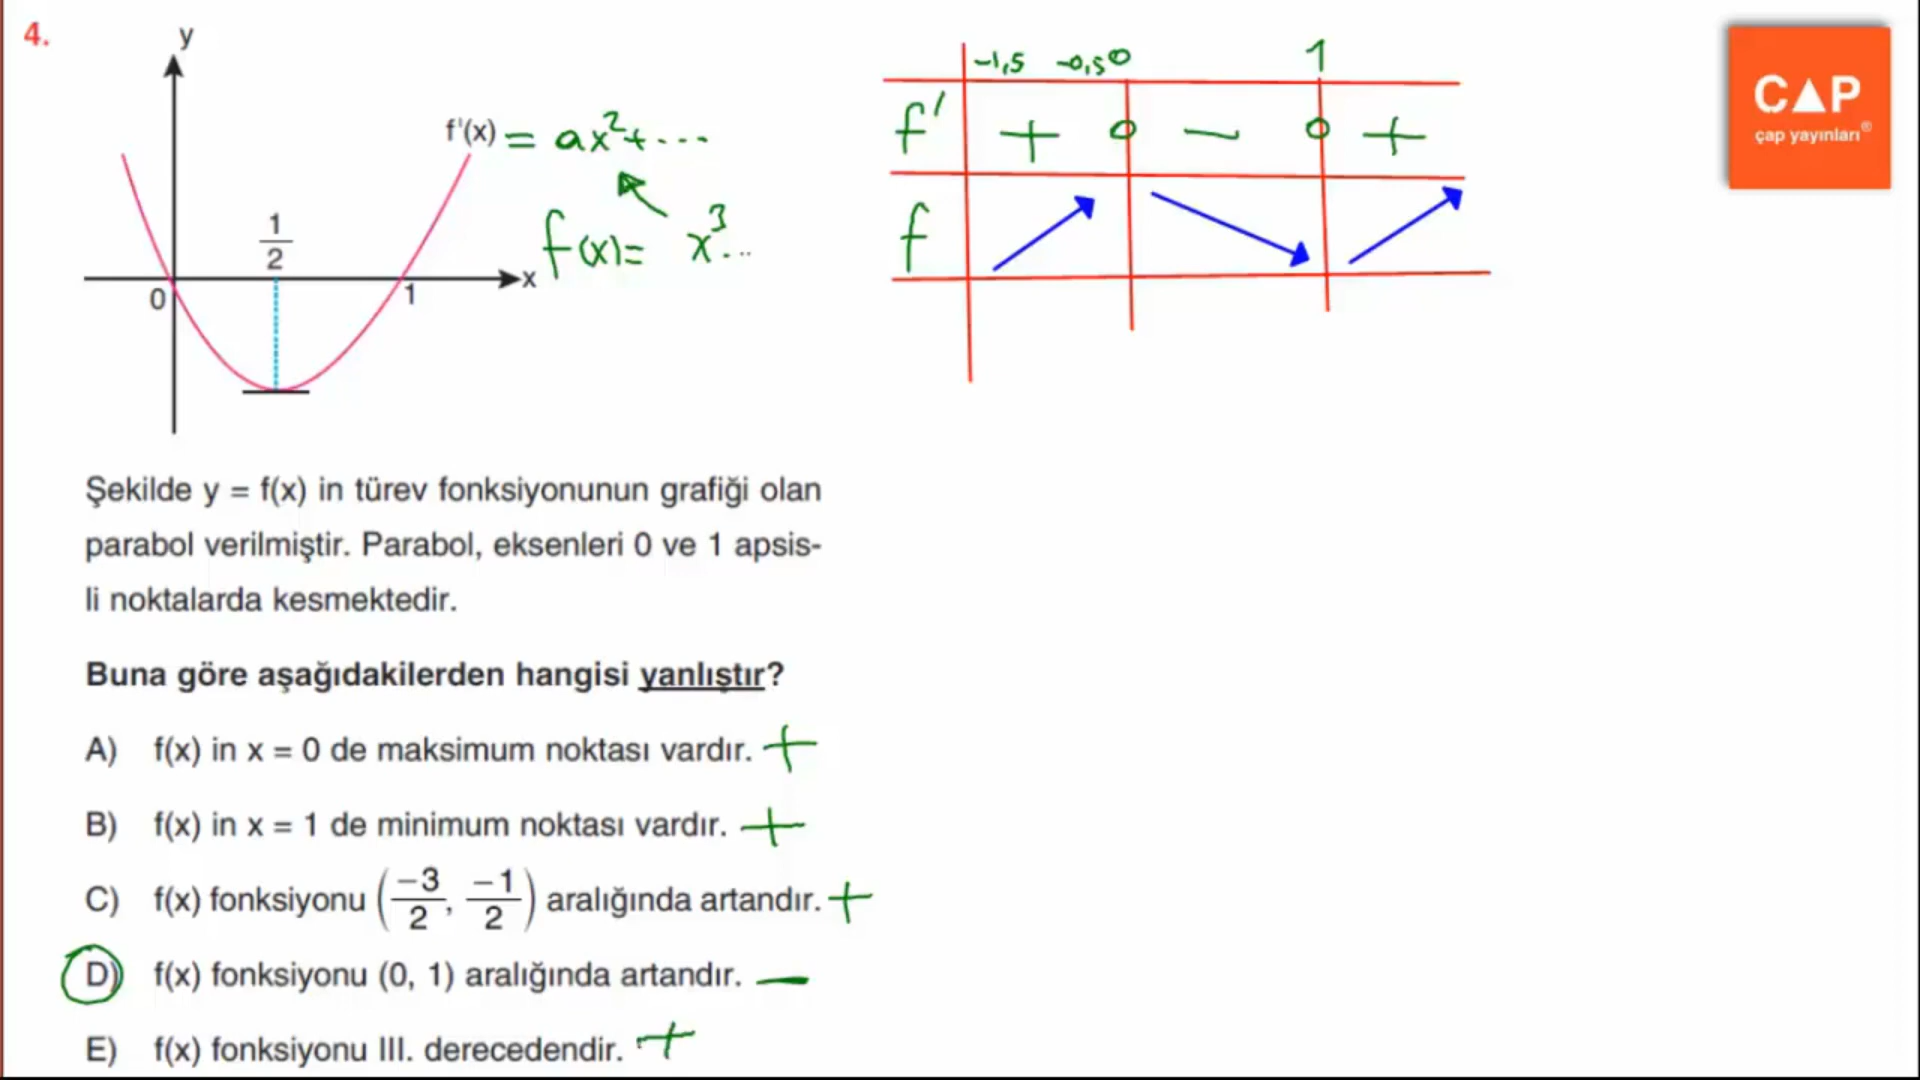 4.
y
f'(x) = ax²+...
f(x)= x³...
1
2
0
1
x
-1,5 -0,5 0 1
f' + 0 - 0 +
f
CAP
çap yayınları®
Şekilde y = f(x) in türev fonksiyonunun grafiği olan
parabol verilmiştir. Parabol, eksenleri 0 ve 1 apsis-
li noktalarda kesmektedir.
Buna göre aşağıdakilerden hangisi yanlıştır?
A) f(x) in x = 0 de maksimum noktası vardır. +
B) f(x) in x = 1 de minimum noktası vardır. +
C) f(x) fonksiyonu (-3/2, -1/2) aralığında artandır. +
D) f(x) fonksiyonu (0, 1) aralığında artandır. -
E) f(x) fonksiyonu III. derecedendir. +